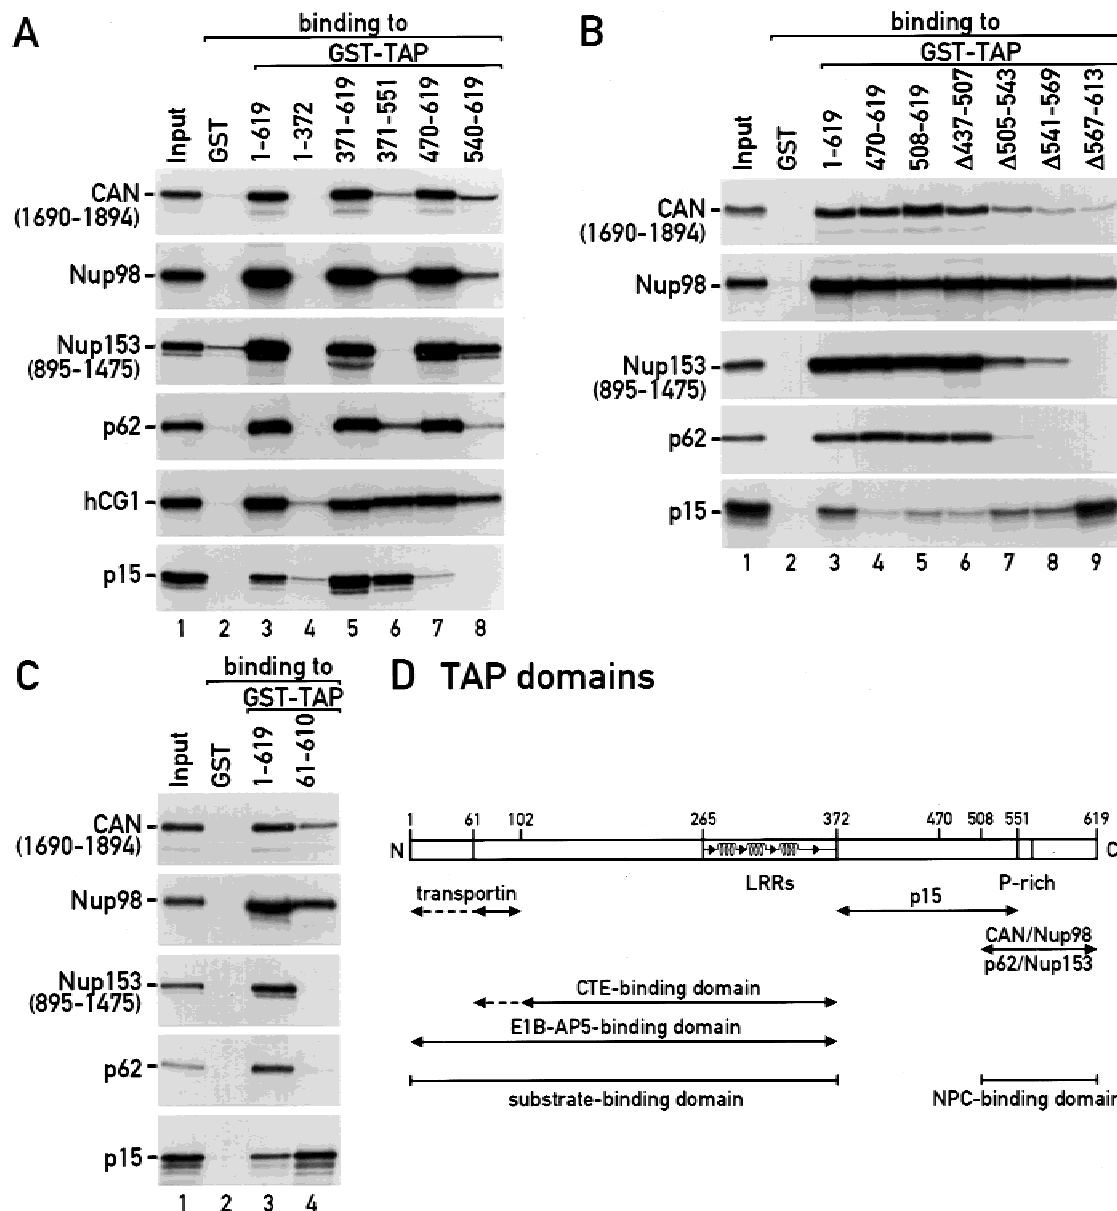 A
binding to
GST-TAP
Input
GST
1-619
1-372
371-619
371-551
470-619
540-619
CAN
(1690-1894)
Nup98
Nup153
(895-1475)
p62
hCG1
p15
1 2 3 4 5 6 7 8
B
binding to
GST-TAP
Input
GST
1-619
470-619
508-619
Δ437-507
Δ505-543
Δ541-569
Δ567-613
CAN
(1690-1894)
Nup98
Nup153
(895-1475)
p62
p15
1 2 3 4 5 6 7 8 9
C
binding to
GST-TAP
Input
GST
1-619
61-610
CAN
(1690-1894)
Nup98
Nup153
(895-1475)
p62
p15
1 2 3 4
D TAP domains
1 61 102 265 372 470 508 551 619
N C
LRRs P-rich
transportin p15
CAN/Nup98
p62/Nup153
CTE-binding domain
E1B-AP5-binding domain
substrate-binding domain NPC-binding domain